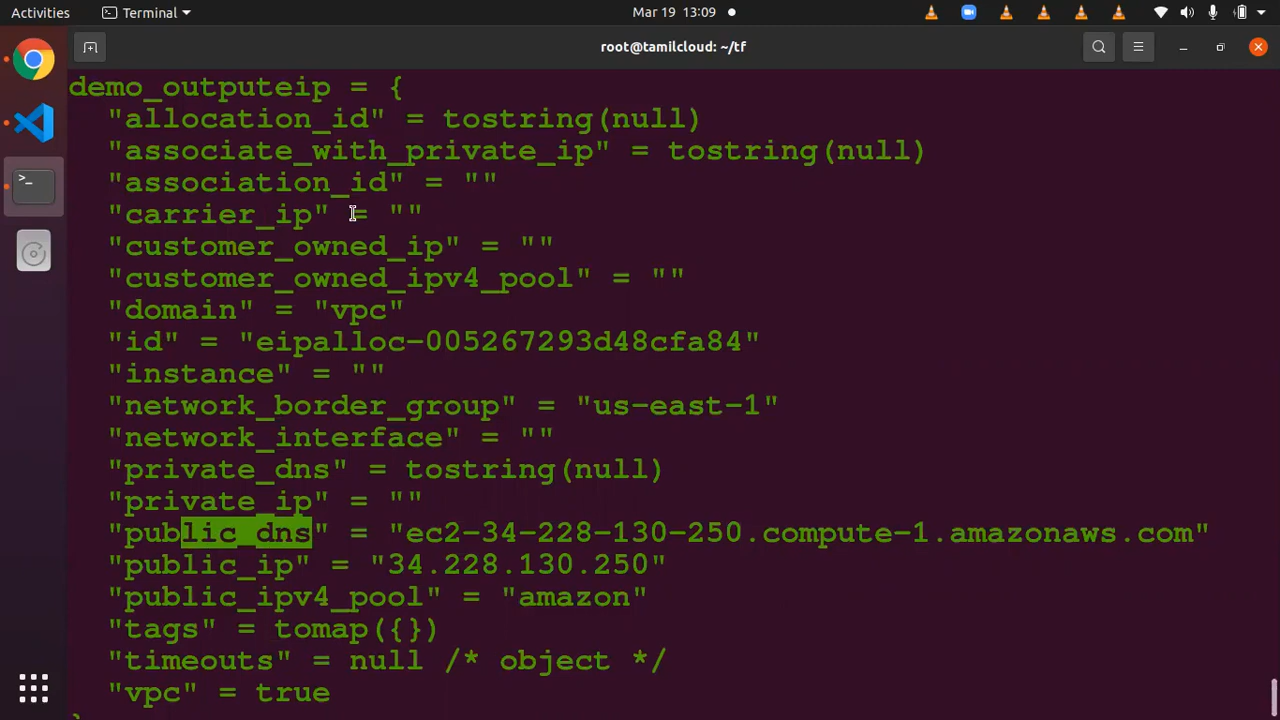 Activities
Terminal
Mar 19 13:09
root@tamilcloud: ~/tf
demo_outputeip = {
"allocation_id" = tostring(null)
"associate_with_private_ip" = tostring(null)
"association_id" = ""
"carrier_ip" = ""
"customer_owned_ip" = ""
"customer_owned_ipv4_pool" = ""
"domain" = "vpc"
"id" = "eipalloc-005267293d48cfa84"
"instance" = ""
"network_border_group" = "us-east-1"
"network_interface" = ""
"private_dns" = tostring(null)
"private_ip" = ""
"public_dns" = "ec2-34-228-130-250.compute-1.amazonaws.com"
"public_ip" = "34.228.130.250"
"public_ipv4_pool" = "amazon"
"tags" = tomap({})
"timeouts" = null /* object */
"vpc" = true
}